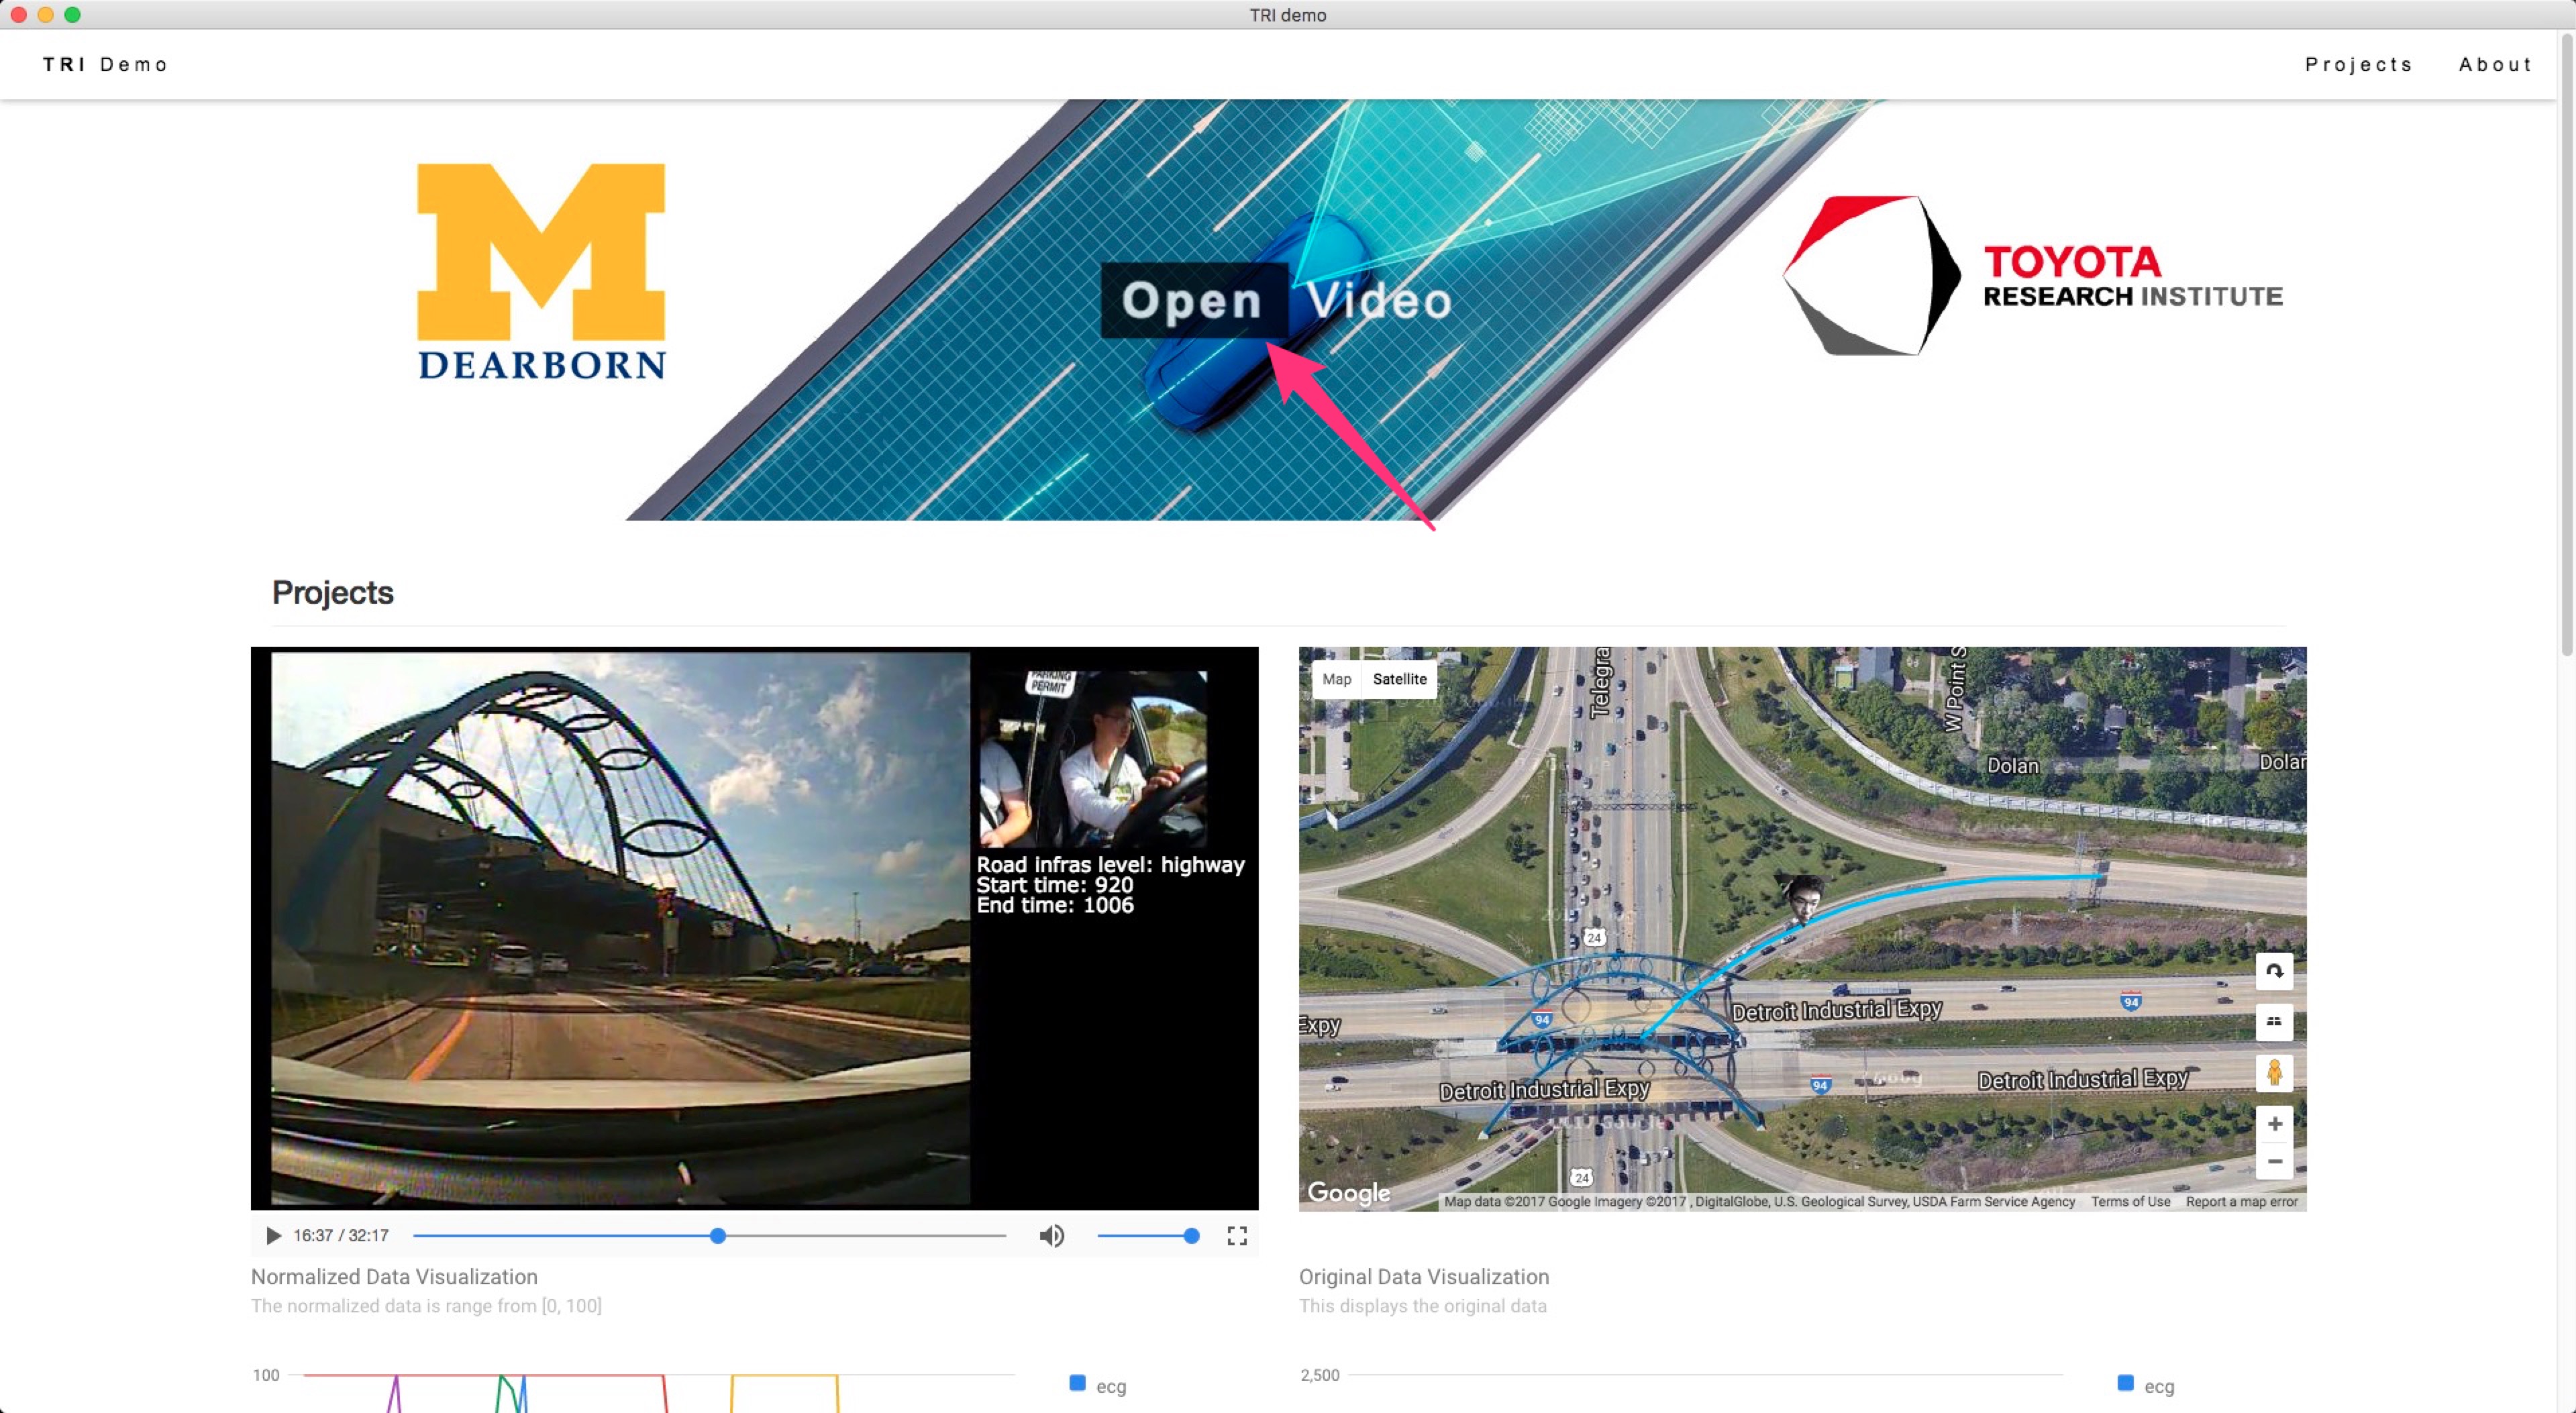 TRI demo
TRI Demo
Projects
About
M
DEARBORN
Open Video
TOYOTA
RESEARCH INSTITUTE
Projects
PARKING
PERMIT
Road infras level: highway
Start time: 920
End time: 1006
Map
Satellite
Telegra
W Point S
Dolan
Dolan
24
Detroit Industrial Expy
94
94
Expy
Detroit Industrial Expy
94
Detroit Industrial Expy
24
Google
Map data ©2017 Google Imagery ©2017 , DigitalGlobe, U.S. Geological Survey, USDA Farm Service Agency
Terms of Use
Report a map error
16:37 / 32:17
Normalized Data Visualization
The normalized data is range from [0, 100]
Original Data Visualization
This displays the original data
100
ecg
2,500
ecg